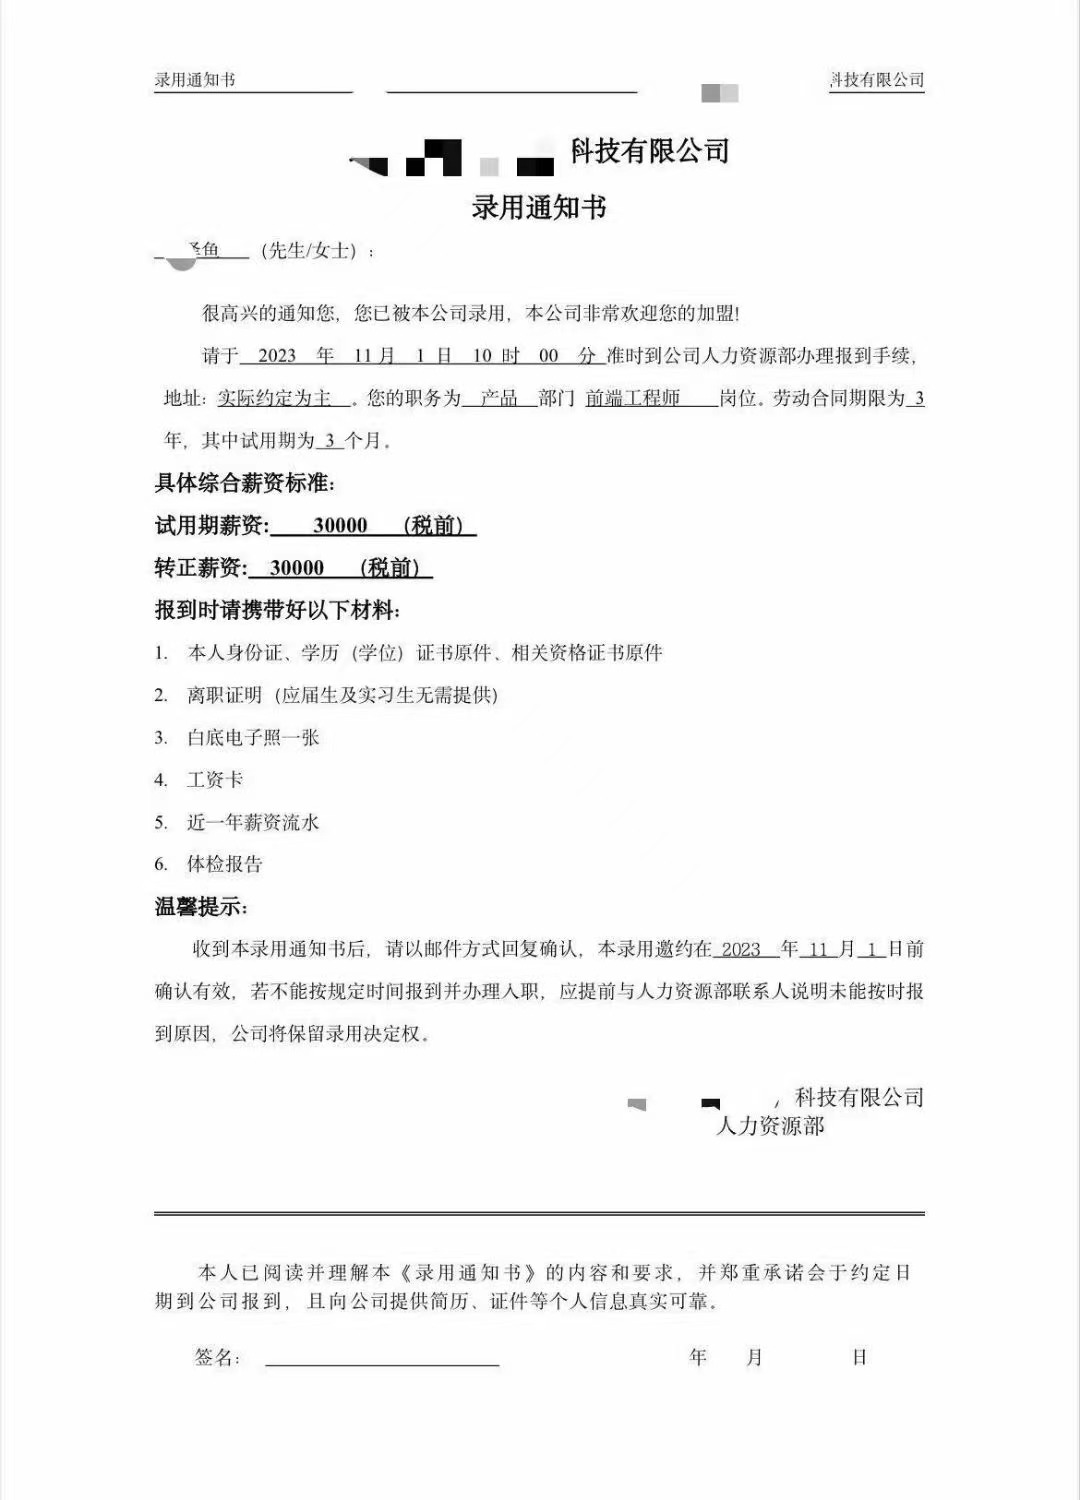 录用通知书 科技有限公司
科技有限公司
录用通知书
鱼 (先生/女士)：
很高兴的通知您，您已被本公司录用，本公司非常欢迎您的加盟！
请于 2023 年 11 月 1 日 10 时 00 分 准时到公司人力资源部办理报到手续，
地址：实际约定为主 。您的职务为 产品 部门 前端工程师 岗位。劳动合同期限为 3
年，其中试用期为 3 个月。
具体综合薪资标准：
试用期薪资: 30000 （税前）
转正薪资: 30000 （税前）
报到时请携带好以下材料：
1. 本人身份证、学历（学位）证书原件、相关资格证书原件
2. 离职证明（应届生及实习生无需提供）
3. 白底电子照一张
4. 工资卡
5. 近一年薪资流水
6. 体检报告
温馨提示：
收到本录用通知书后，请以邮件方式回复确认，本录用邀约在 2023 年 11 月 1 日前
确认有效，若不能按规定时间报到并办理入职，应提前与人力资源部联系人说明未能按时报
到原因，公司将保留录用决定权。
科技有限公司
人力资源部
本人已阅读并理解本《录用通知书》的内容和要求，并郑重承诺会于约定日
期到公司报到，且向公司提供简历、证件等个人信息真实可靠。
签名： 年 月 日